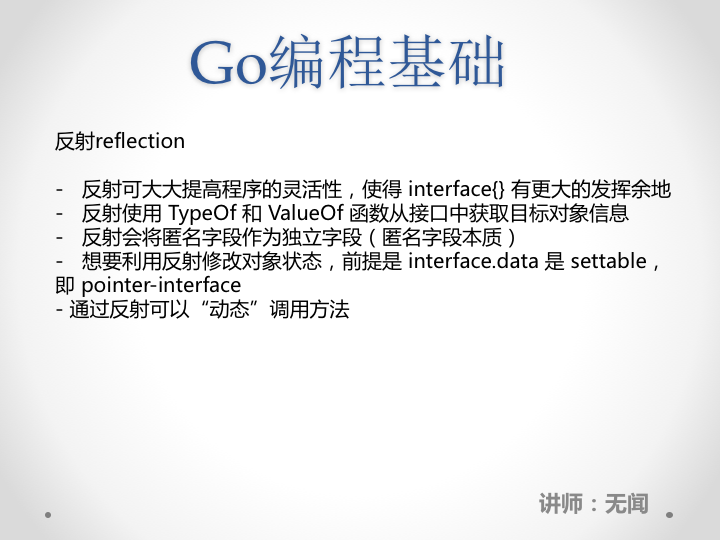 Go编程基础
反射reflection
- 反射可大大提高程序的灵活性，使得 interface{} 有更大的发挥余地
- 反射使用 TypeOf 和 ValueOf 函数从接口中获取目标对象信息
- 反射会将匿名字段作为独立字段（匿名字段本质）
- 想要利用反射修改对象状态，前提是 interface.data 是 settable，
即 pointer-interface
- 通过反射可以“动态”调用方法
讲师：无闻